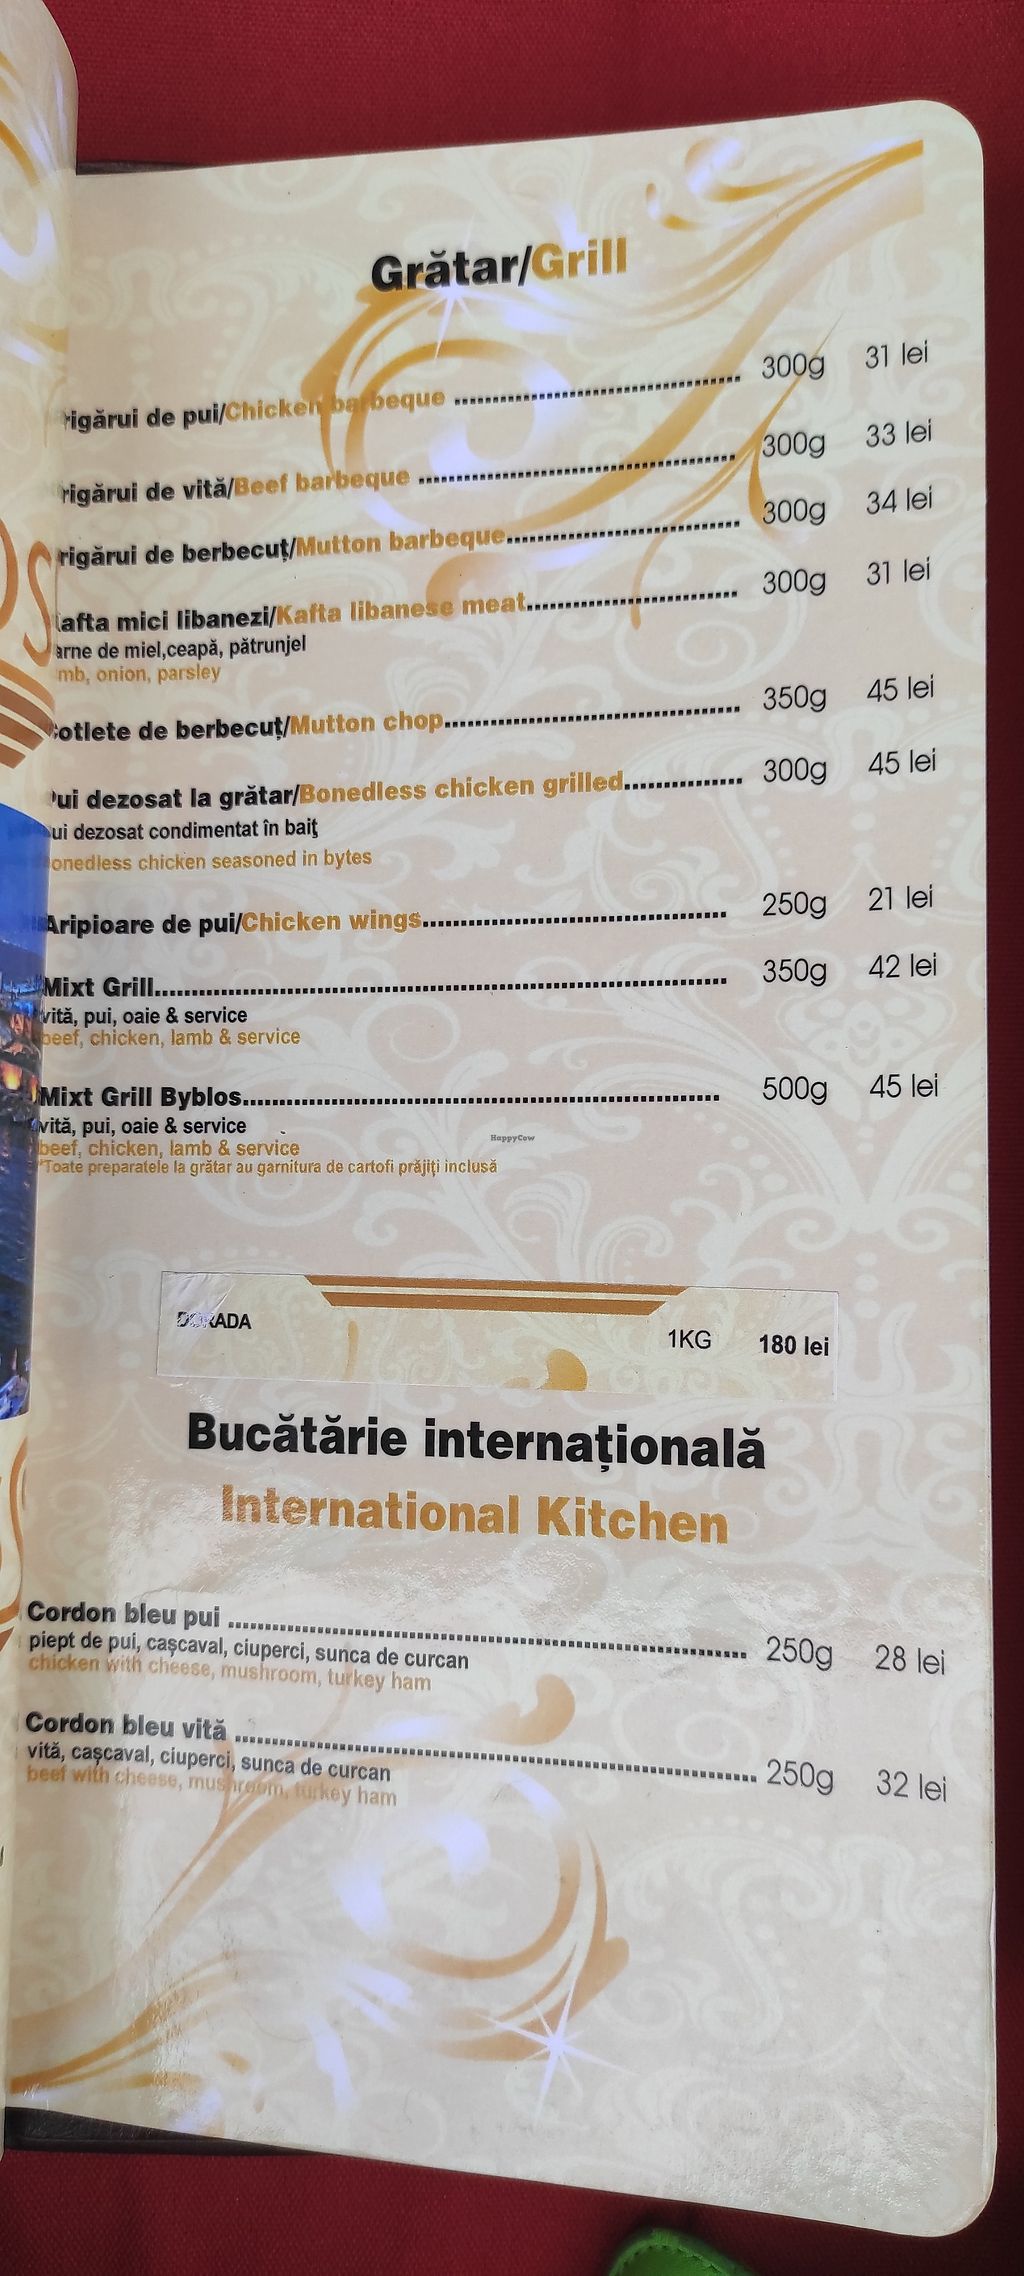 Grătar/Grill
rigărui de pui/Chicken barbeque ........................................ 300g 31 lei
rigărui de vită/Beef barbeque ........................................ 300g 33 lei
rigărui de berbecuț/Mutton barbeque........................................ 300g 34 lei
afta mici libanezi/Kafta libanese meat........................................ 300g 31 lei
arne de miel,ceapă, pătrunjel
mb, onion, parsley
otlete de berbecuț/Mutton chop........................................ 350g 45 lei
ui dezosat la grătar/Bonedless chicken grilled............... 300g 45 lei
ui dezosat condimentat în baiț
onedless chicken seasoned in bytes
Aripioare de pui/Chicken wings........................................ 250g 21 lei
Mixt Grill........................................ 350g 42 lei
vită, pui, oaie & service
beef, chicken, lamb & service
Mixt Grill Byblos........................................ 500g 45 lei
vită, pui, oaie & service
beef, chicken, lamb & service
*Toate preparatele la grătar au garnitura de cartofi prăjiți inclusă
HappyCow
DORADA 1KG 180 lei
Bucătărie internațională
International Kitchen
Cordon bleu pui ........................................ 250g 28 lei
piept de pui, cașcaval, ciuperci, sunca de curcan
chicken with cheese, mushroom, turkey ham
Cordon bleu vită ........................................ 250g 32 lei
vită, cașcaval, ciuperci, sunca de curcan
beef with cheese, mushroom, turkey ham